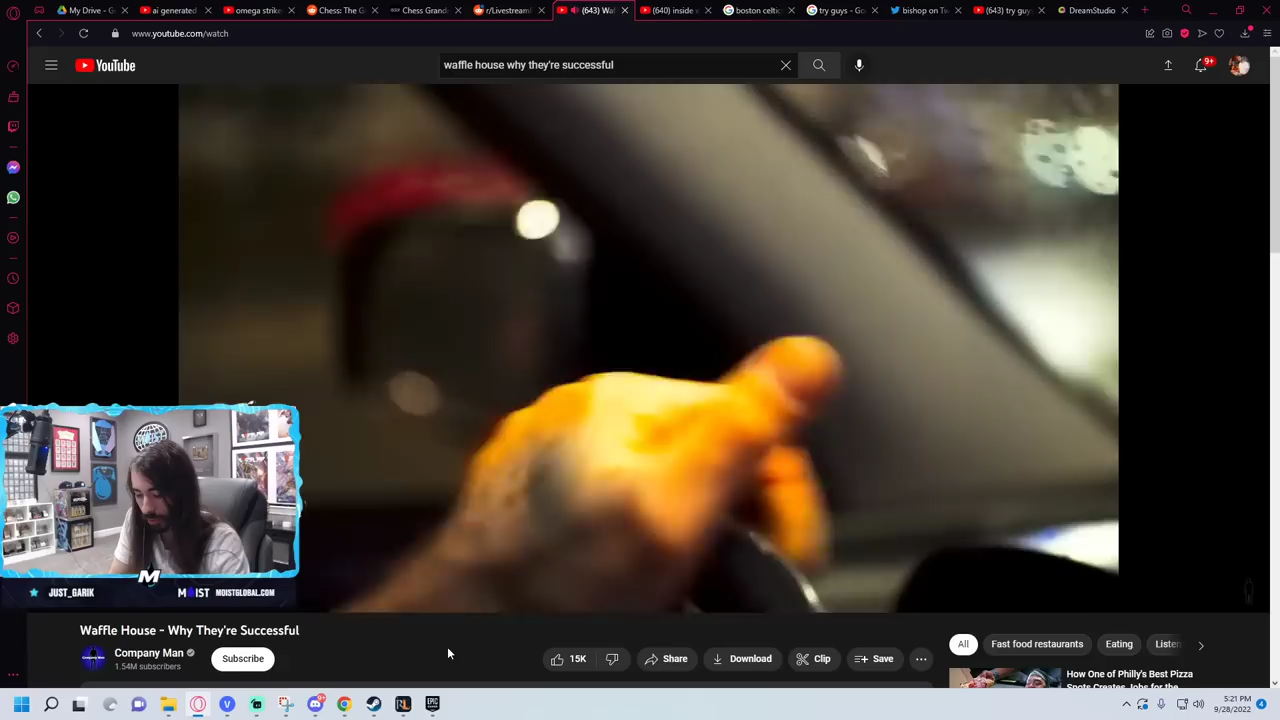 My Drive - G
ai generated
omega strike
Chess: The G
Chess Grand
r/Livestream
(643) Wa
(640) inside
boston celtic
try guys - Go
bishop on Tw
(643) try guy
DreamStudio
www.youtube.com/watch
YouTube
waffle house why they're successful
9+
JUST_GARIK
M
MOIST
MOISTGLOBAL.COM
Waffle House - Why They're Successful
Company Man
1.54M subscribers
Subscribe
15K
Share
Download
Clip
Save
All
Fast food restaurants
Eating
Listen
How One of Philly's Best Pizza
Spots Creates Jobs for the
5:21 PM
9/28/2022